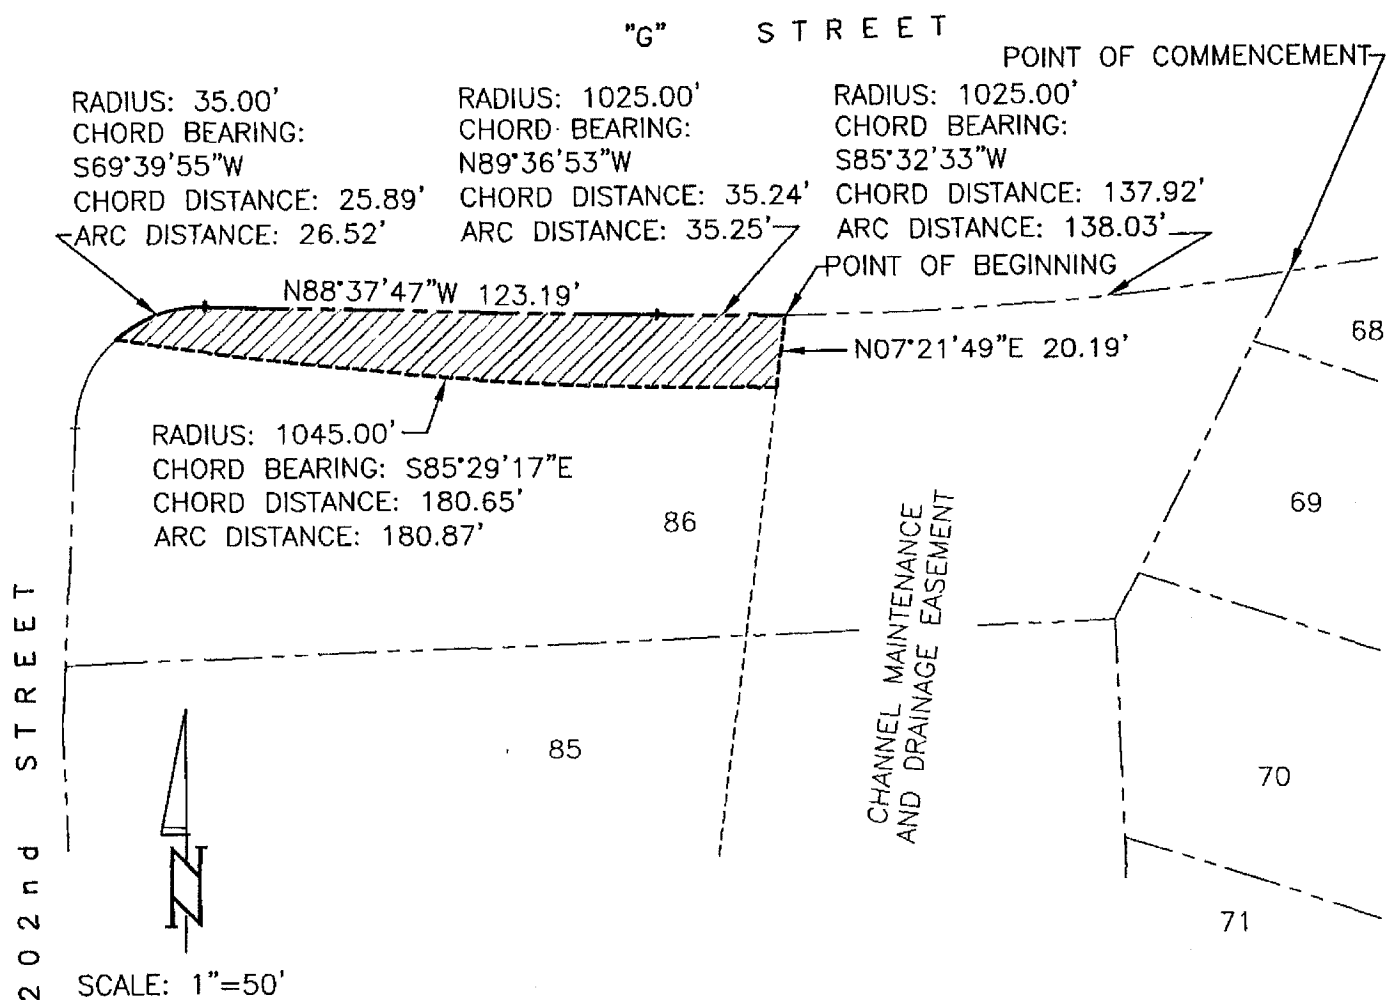 "G" STREET
POINT OF COMMENCEMENT
RADIUS: 35.00'
CHORD BEARING:
S69°39'55"W
CHORD DISTANCE: 25.89'
ARC DISTANCE: 26.52'
RADIUS: 1025.00'
CHORD BEARING:
N89°36'53"W
CHORD DISTANCE: 35.24'
ARC DISTANCE: 35.25'
RADIUS: 1025.00'
CHORD BEARING:
S85°32'33"W
CHORD DISTANCE: 137.92'
ARC DISTANCE: 138.03'
POINT OF BEGINNING
N88°37'47"W 123.19'
N07°21'49"E 20.19'
68
RADIUS: 1045.00'
CHORD BEARING: S85°29'17"E
CHORD DISTANCE: 180.65'
ARC DISTANCE: 180.87'
86
69
CHANNEL MAINTENANCE
AND DRAINAGE EASEMENT
202nd STREET
85
70
71
N
SCALE: 1"=50'